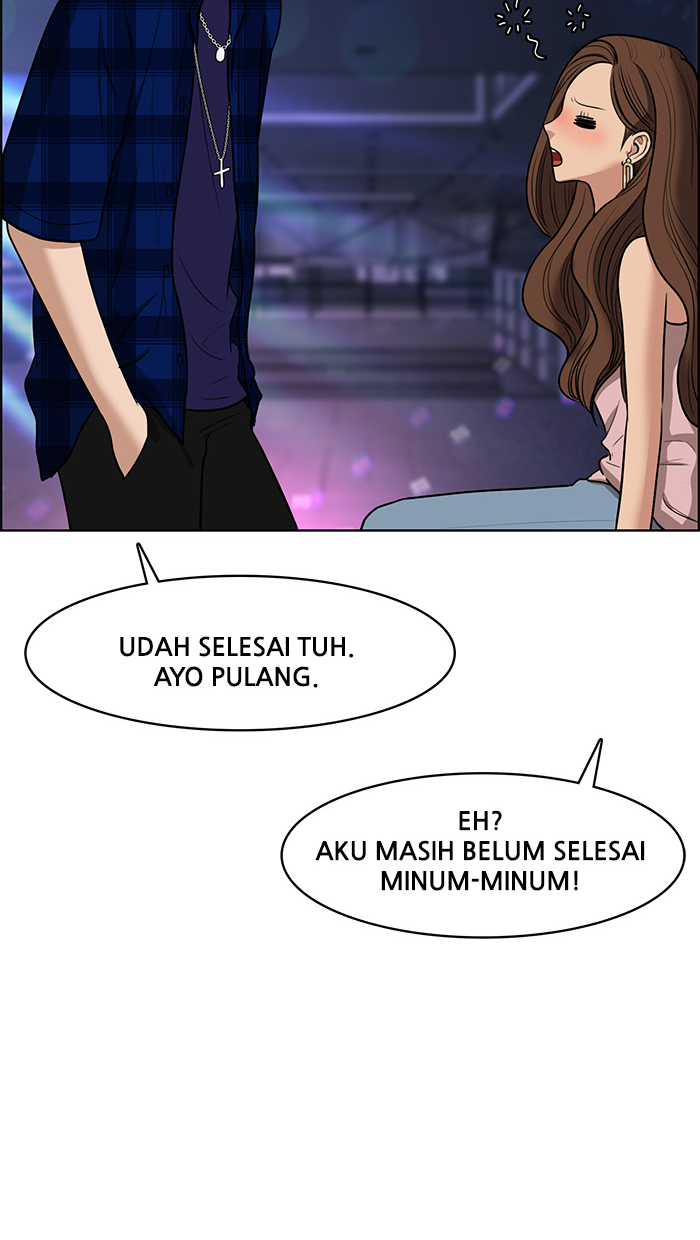 UDAH SELESAI TUH.
AYO PULANG.
EH?
AKU MASIH BELUM SELESAI
MINUM-MINUM!